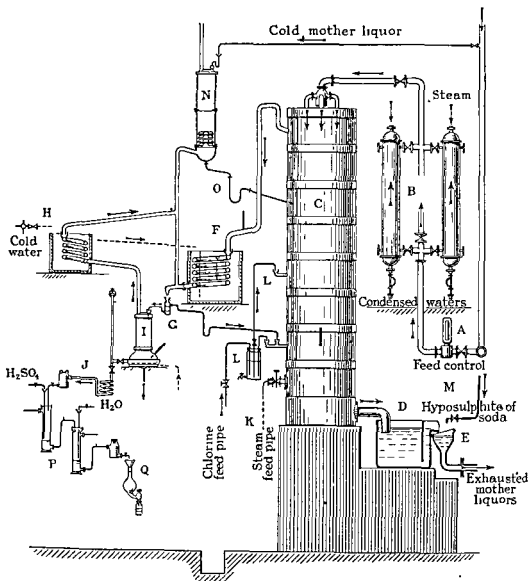 Cold mother liquor
N
Steam
O
C
B
H
F
Cold
water
L
Condensed waters
A
I
G
Feed control
J
L
M
H₂SO₄
H₂O
Hyposulphite of
soda
K
D
E
P
Chlorine
feed pipe
Steam
feed pipe
Q
Exhausted
mother
liquors